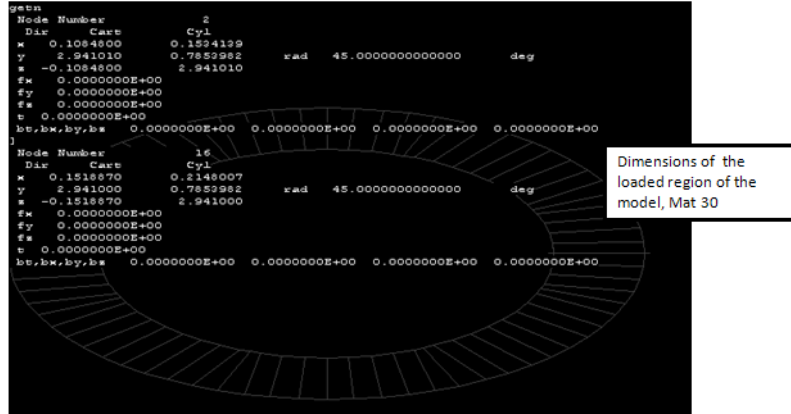 getn
Node Number 2
Dir Cart Cyl
x 0.1084800 0.1534139
y 2.941010 0.7853982 rad 45.0000000000000 deg
z -0.1084800 2.941010
fx 0.0000000E+00
fy 0.0000000E+00
fz 0.0000000E+00
t 0.0000000E+00
bt,bx,by,bz 0.0000000E+00 0.0000000E+00 0.0000000E+00 0.0000000E+00
]
Node Number 16
Dir Cart Cyl
x 0.1518870 0.2148007
y 2.941000 0.7853982 rad 45.0000000000000 deg
z -0.1518870 2.941000
fx 0.0000000E+00
fy 0.0000000E+00
fz 0.0000000E+00
t 0.0000000E+00
bt,bx,by,bz 0.0000000E+00 0.0000000E+00 0.0000000E+00 0.0000000E+00
Dimensions of the
loaded region of the
model, Mat 30